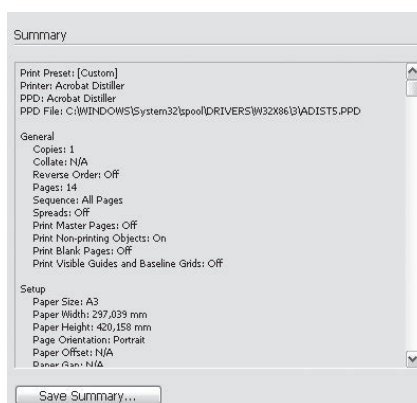 Summary
Print Preset: [Custom]
Printer: Acrobat Distiller
PPD: Acrobat Distiller
PPD File: C:\WINDOWS\System32\spool\DRIVERS\W32X86\3\ADIST5.PPD
General
Copies: 1
Collate: N/A
Reverse Order: Off
Pages: 14
Sequence: All Pages
Spreads: Off
Print Master Pages: Off
Print Non-printing Objects: On
Print Blank Pages: Off
Print Visible Guides and Baseline Grids: Off
Setup
Paper Size: A3
Paper Width: 297,039 mm
Paper Height: 420,158 mm
Page Orientation: Portrait
Paper Offset: N/A
Paper Gap: N/A
Save Summary...